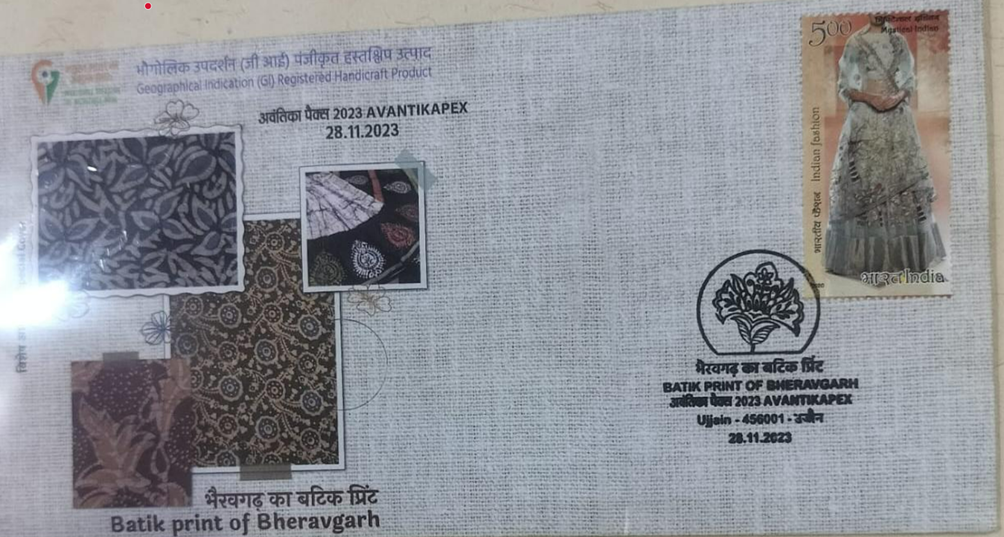 भौगोलिक उपदर्शन (जी आई) पंजीकृत हस्तशिल्प उत्पाद
Geographical Indication (GI) Registered Handicraft Product
अवंतिका पैक्स 2023 AVANTIKAPEX
28.11.2023
भैरवगढ़ का बटिक प्रिंट
Batik print of Bheravgarh
500
भारतीय फैशन Indian fashion
भारत India
भैरवगढ़ का बटिक प्रिंट
BATIK PRINT OF BHERAVGARH
अवंतिका पैक्स 2023 AVANTIKAPEX
Ujjain - 456001 - उज्जैन
28.11.2023